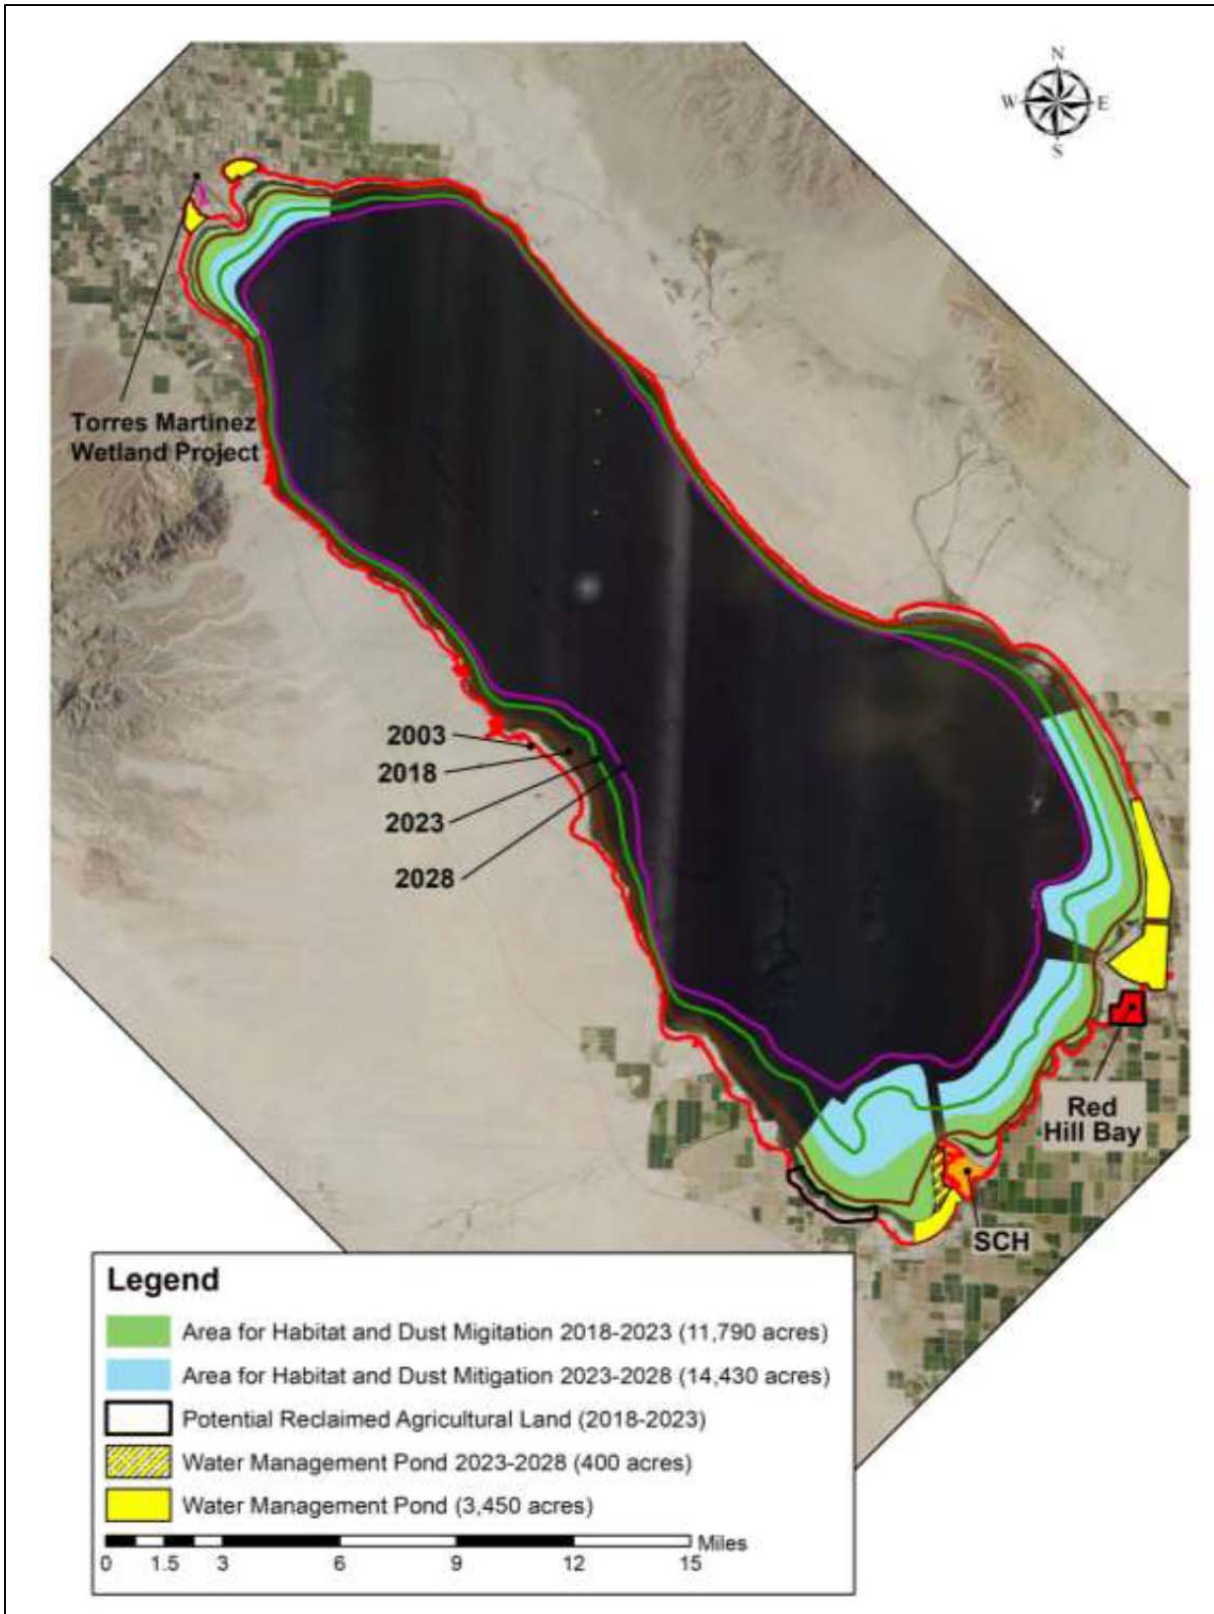 N
W E
S
Torres Martinez
Wetland Project
2003
2018
2023
2028
Red
Hill Bay
SCH
Legend
Area for Habitat and Dust Migitation 2018-2023 (11,790 acres)
Area for Habitat and Dust Mitigation 2023-2028 (14,430 acres)
Potential Reclaimed Agricultural Land (2018-2023)
Water Management Pond 2023-2028 (400 acres)
Water Management Pond (3,450 acres)
Miles
0 1.5 3 6 9 12 15